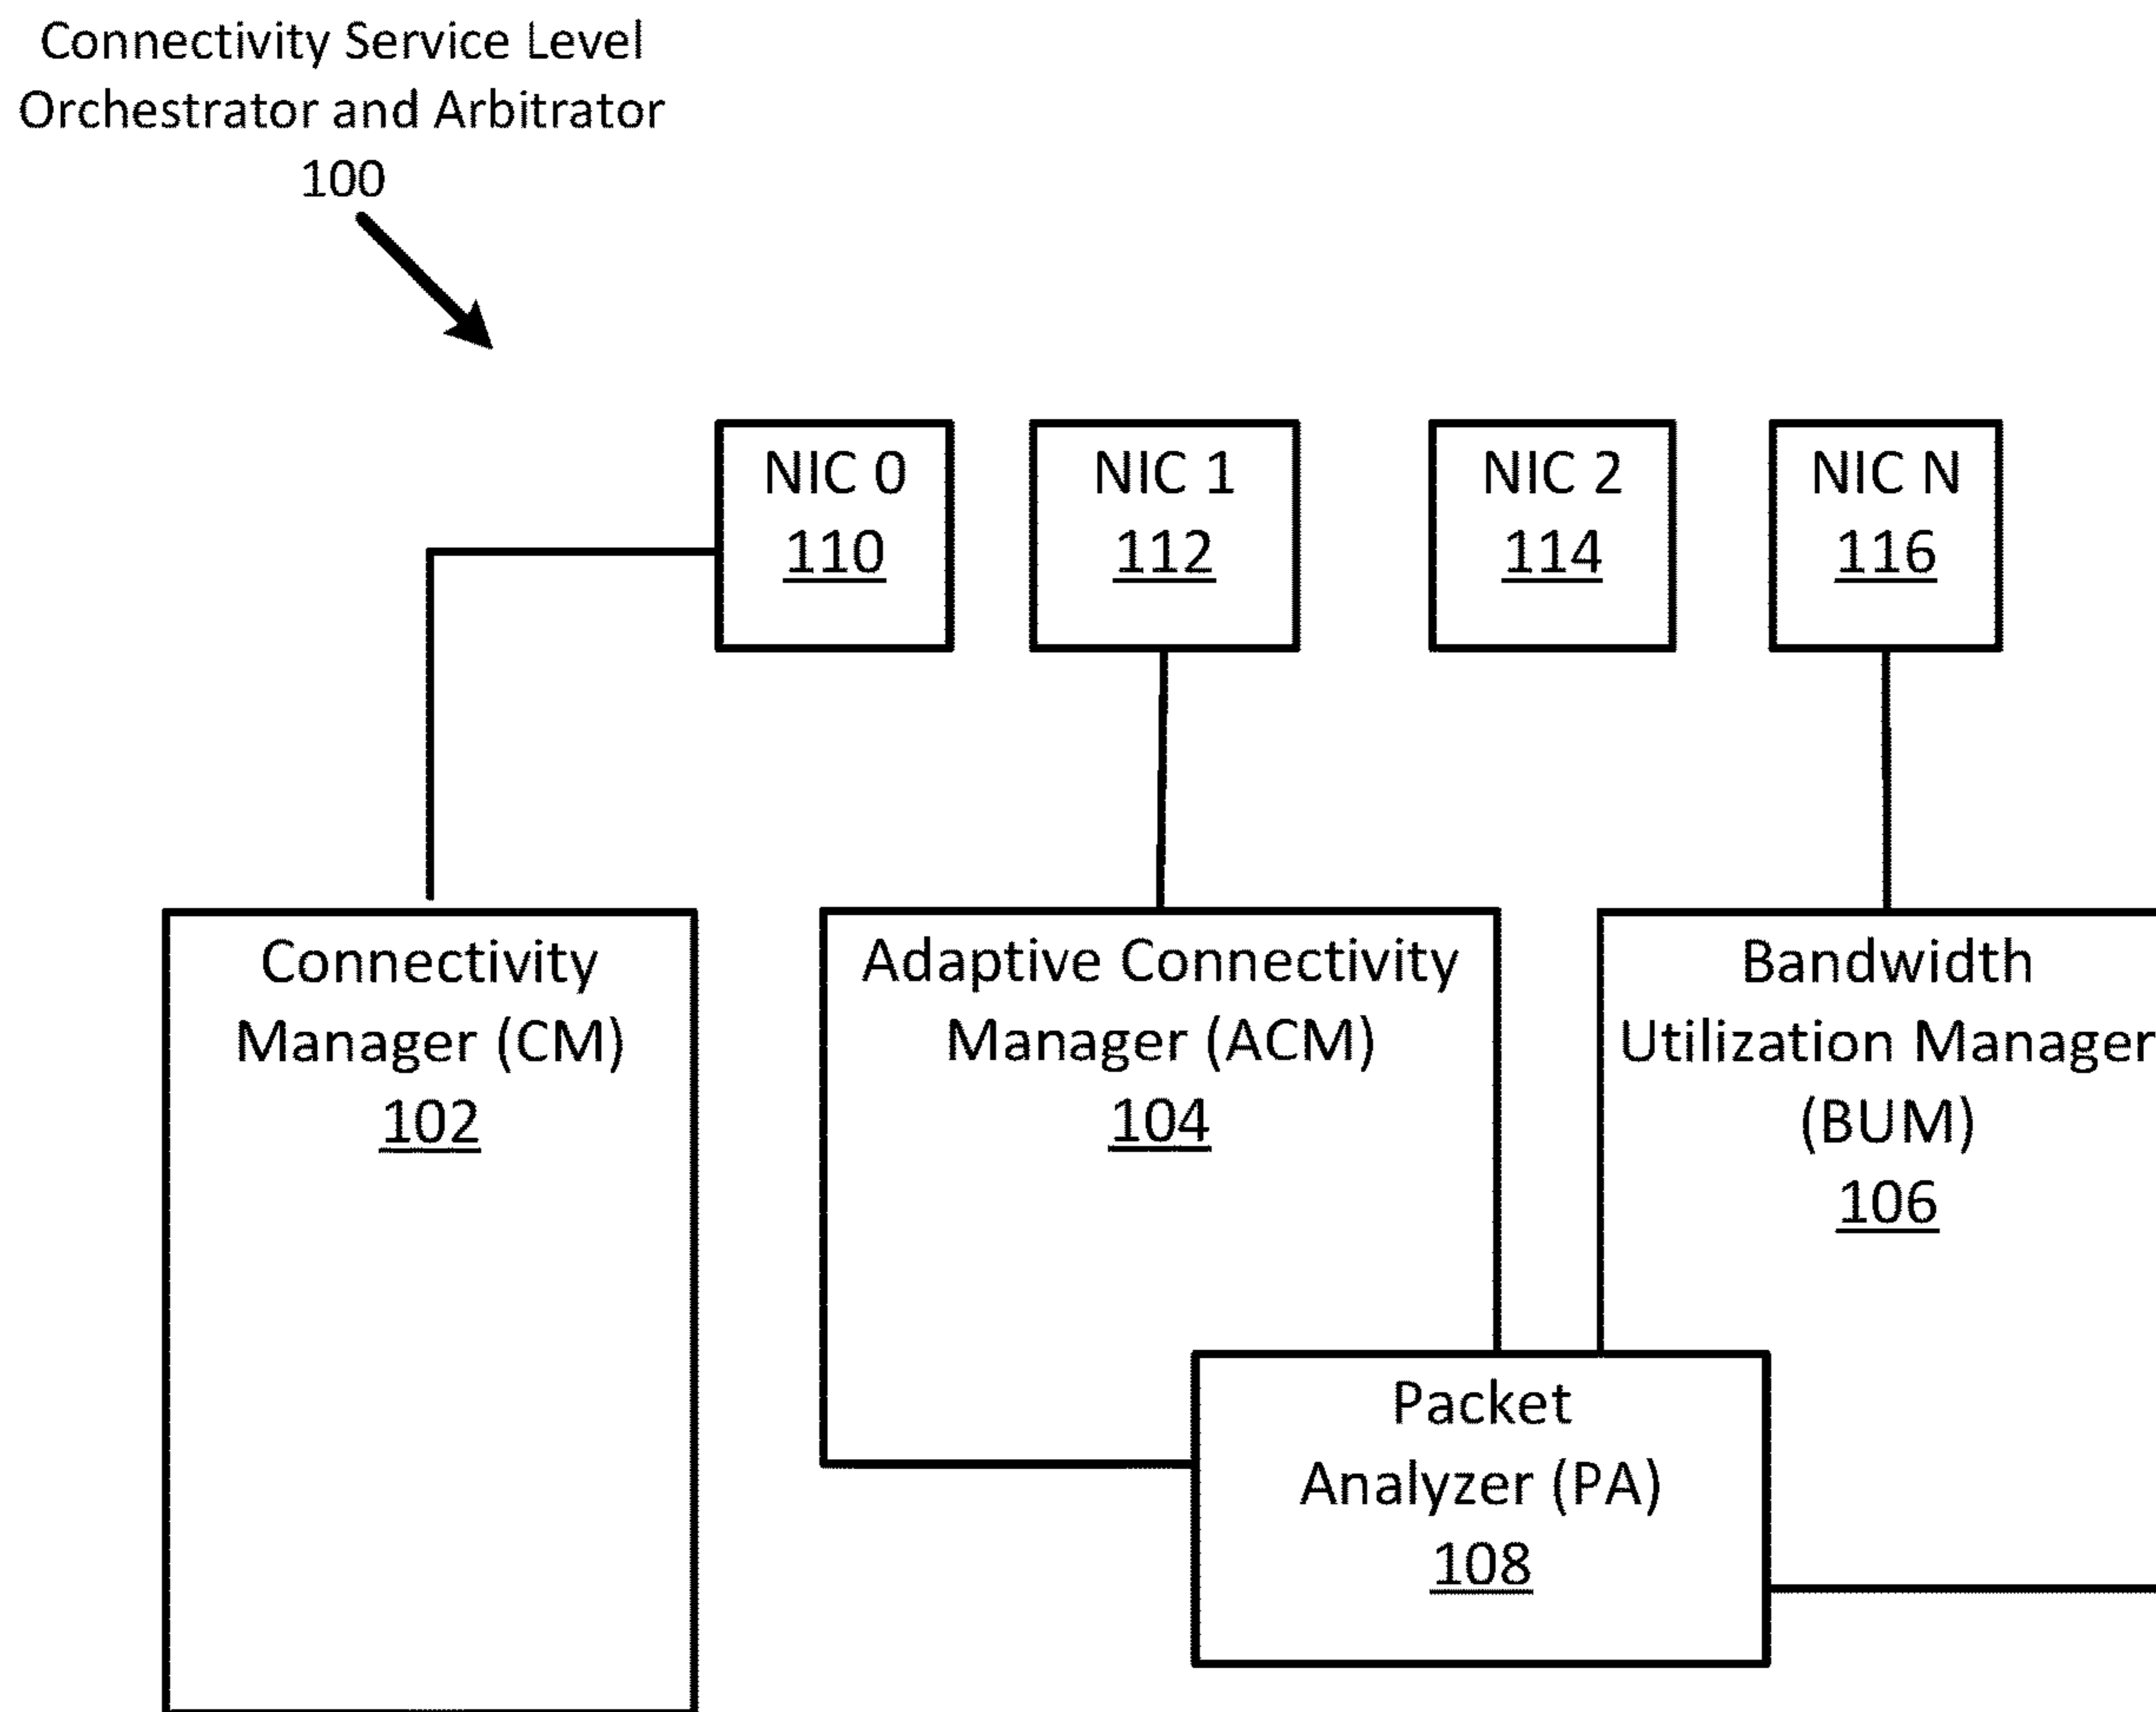 Connectivity Service Level
Orchestrator and Arbitrator
100
NIC 0
110
NIC 1
112
NIC 2
114
NIC N
116
Connectivity
Manager (CM)
102
Adaptive Connectivity
Manager (ACM)
104
Bandwidth
Utilization Manager
(BUM)
106
Packet
Analyzer (PA)
108